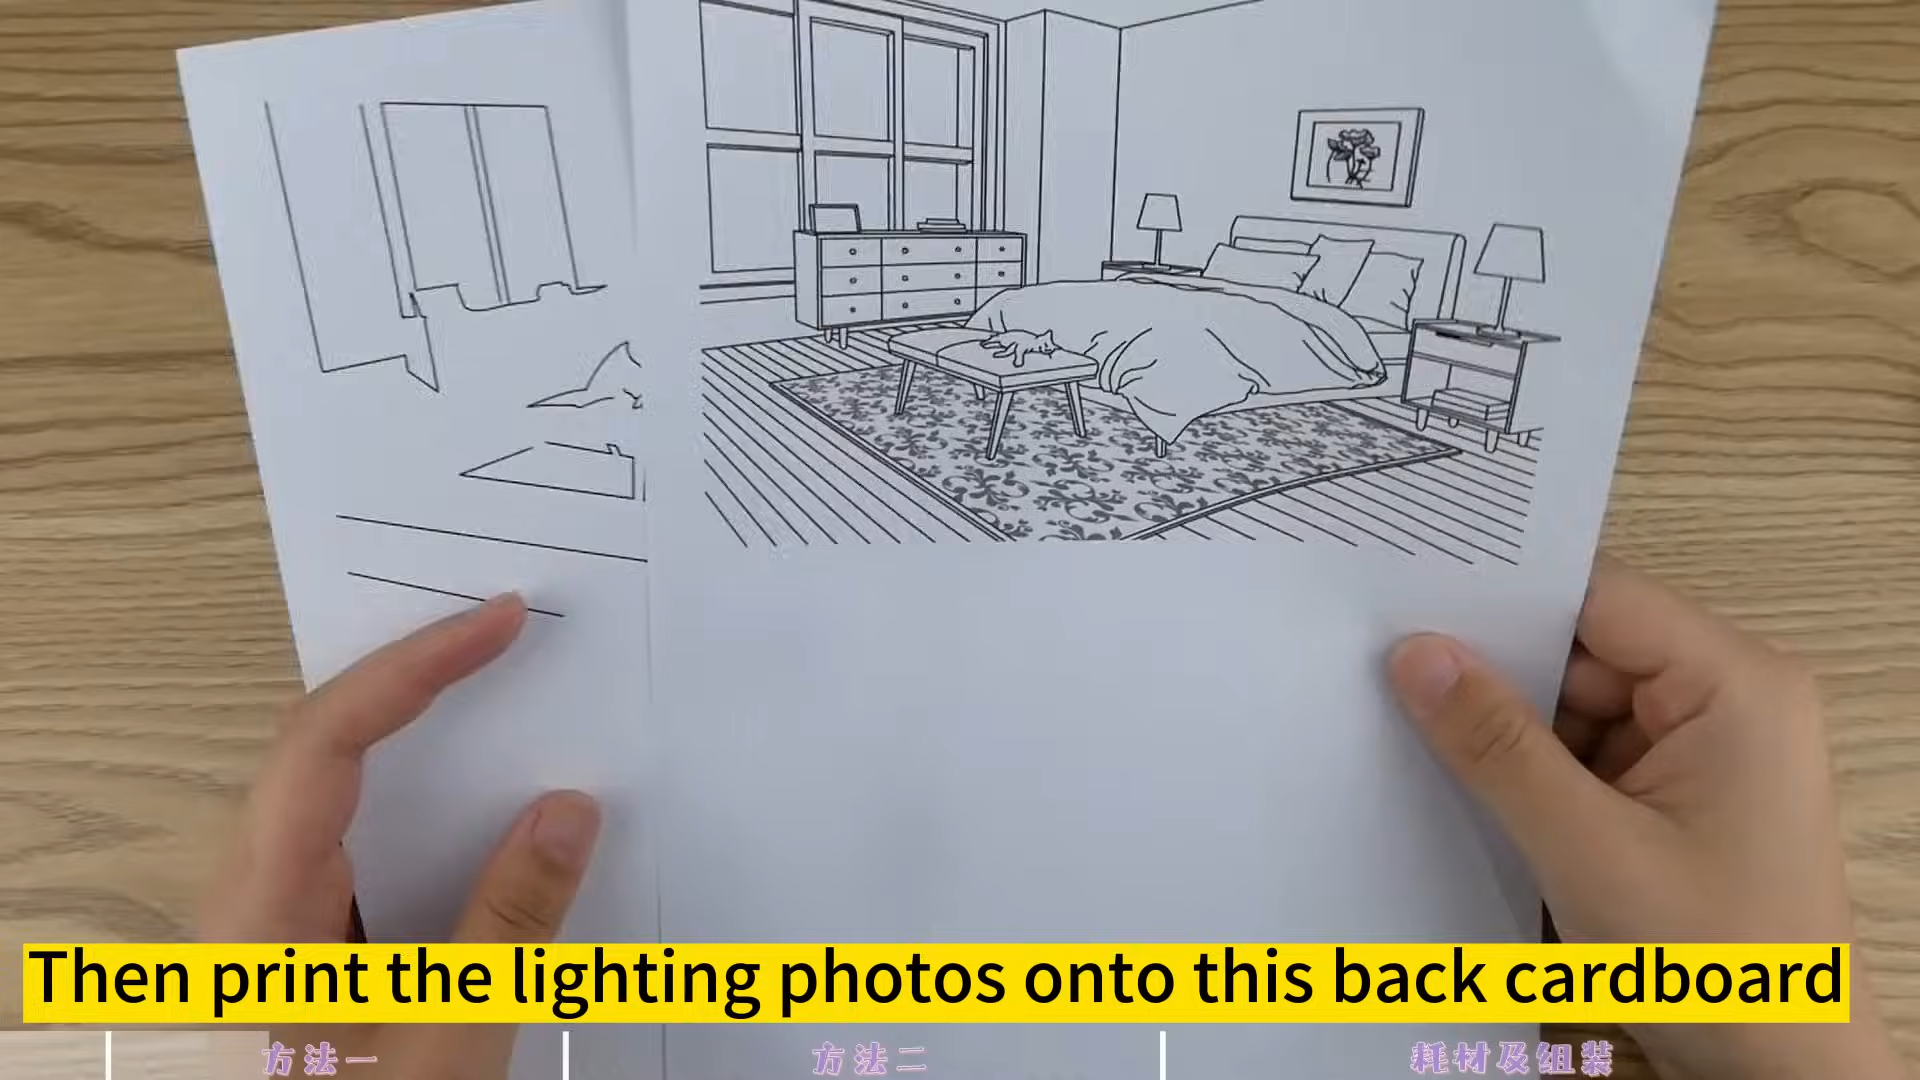 Then print the lighting photos onto this back cardboard
方法一
方法二
耗材及组装